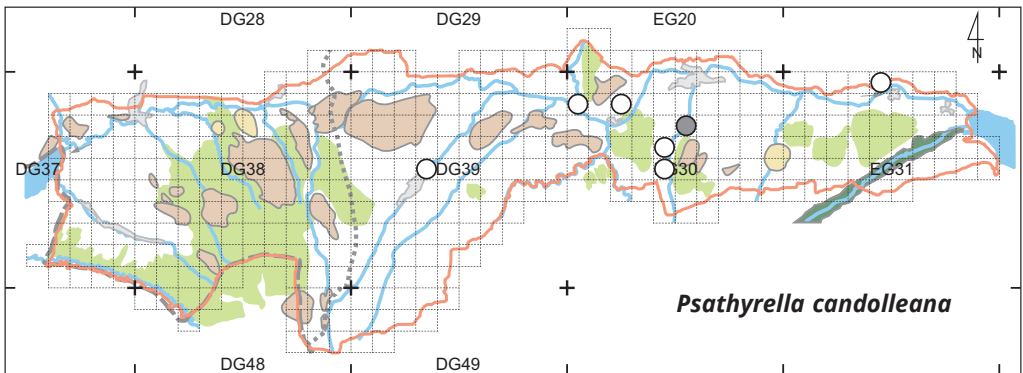 DG28 DG29 EG20
N
DG37 DG38 DG39 G30 EG31
Psathyrella candolleana
DG48 DG49